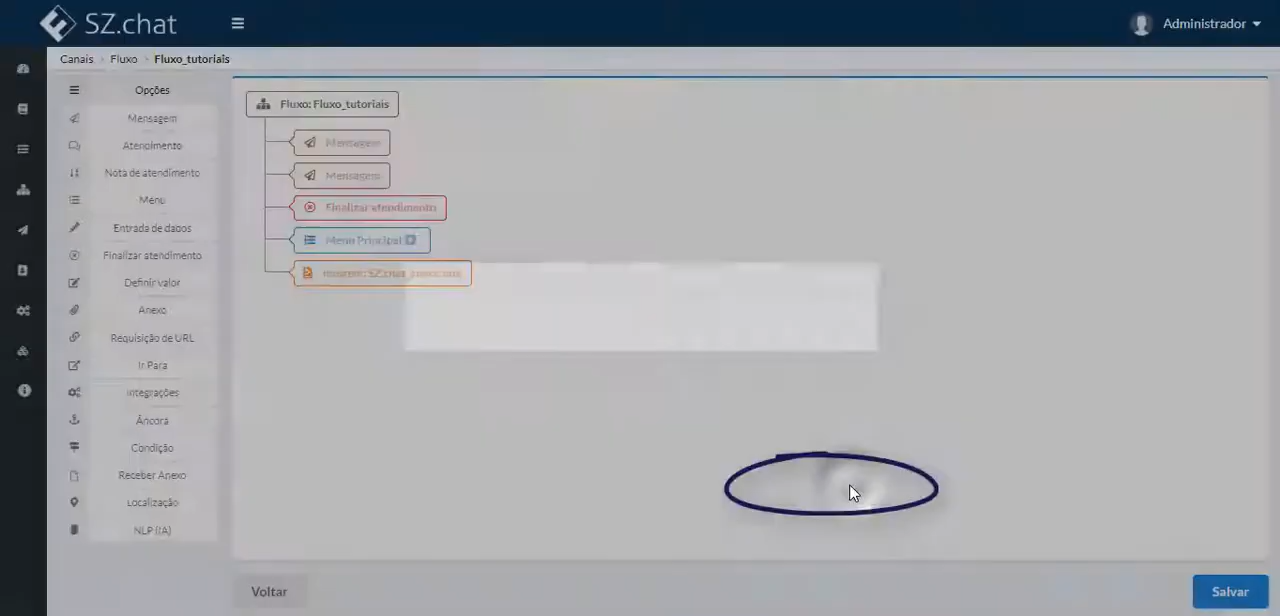 SZ.chat
Administrador
Canais > Fluxo > Fluxo_tutoriais
Opções
Mensagem
Atendimento
Nota de atendimento
Menu
Entrada de dados
Finalizar atendimento
Definir valor
Anexo
Requisição de URL
Ir Para
Integrações
Âncora
Condição
Receber Anexo
Localização
NLP (IA)
Fluxo: Fluxo_tutoriais
Mensagem
Mensagem
Finalizar atendimento
Menu Principal
Voltar
Salvar